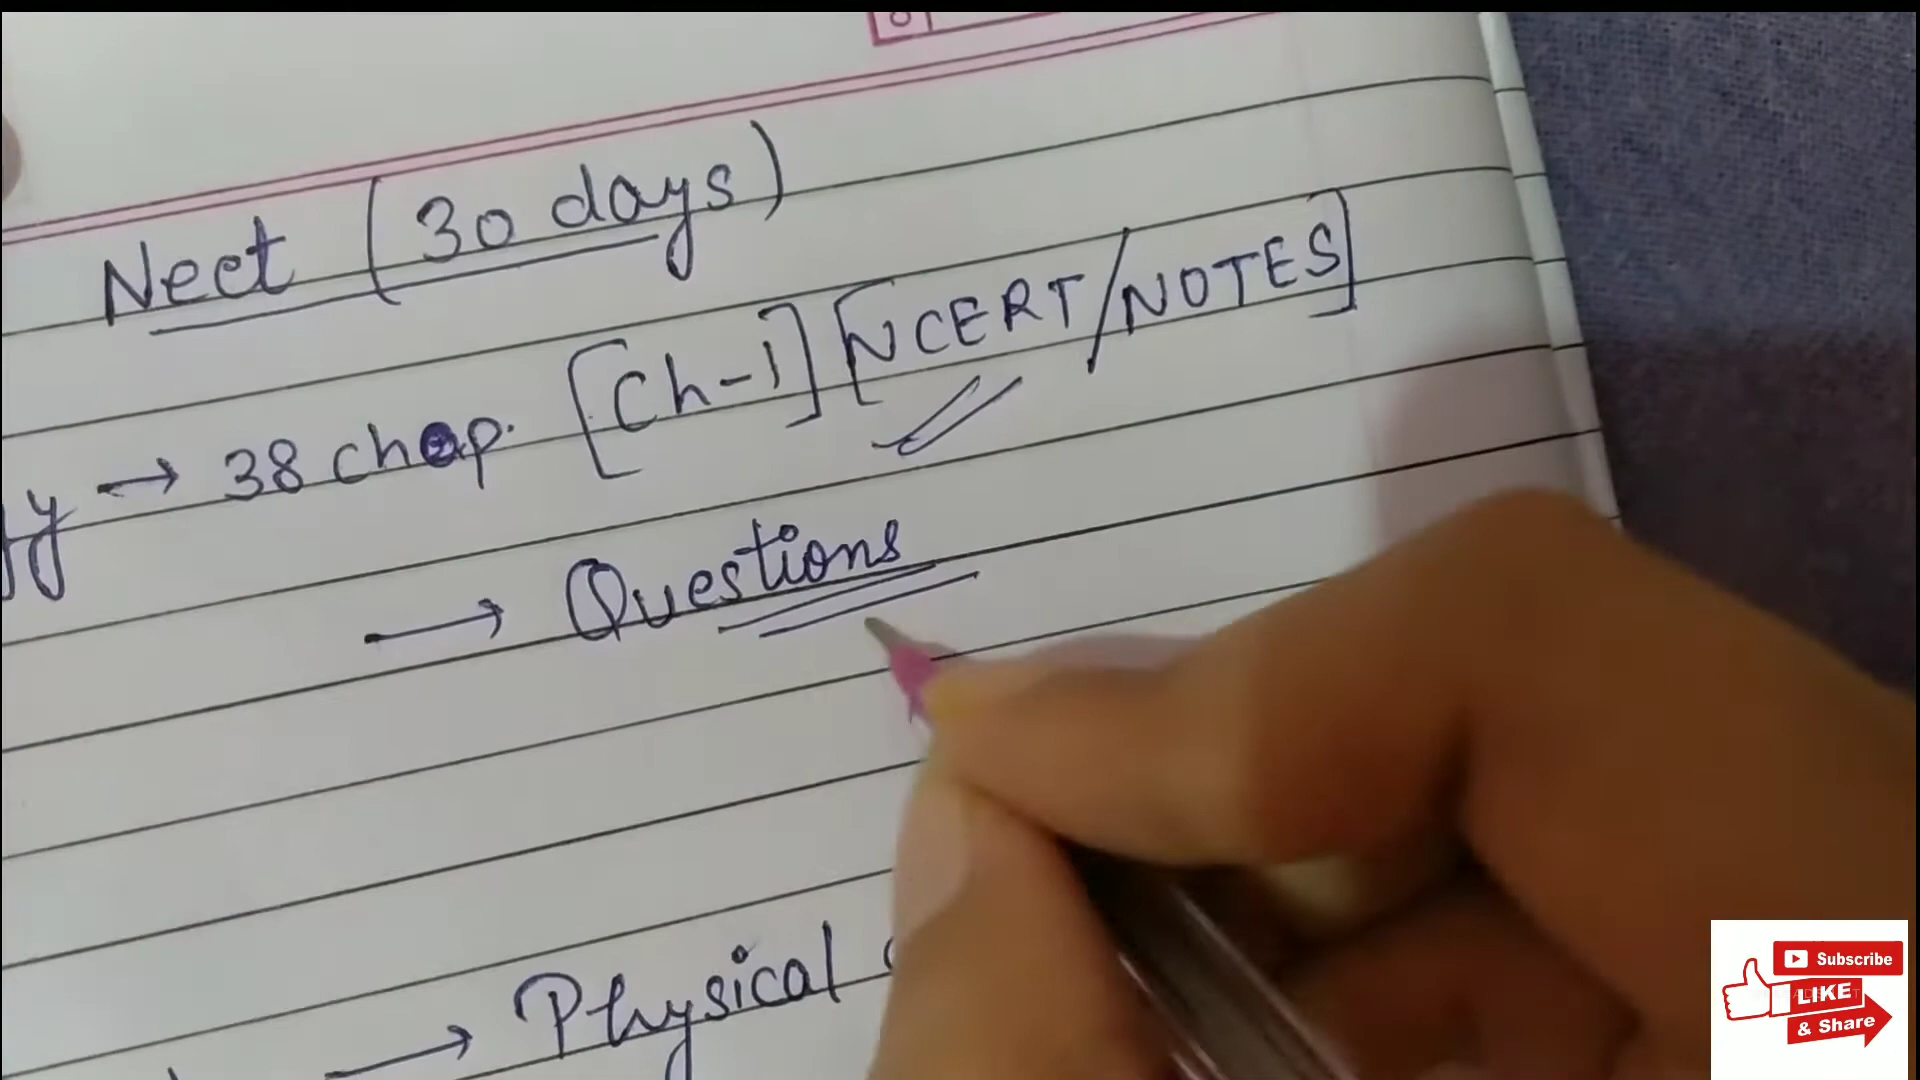 Neet (30 days)
→ 38 chap. [Ch-1] [NCERT/NOTES]
→ Questions
→ Physical
Subscribe
LIKE
& Share